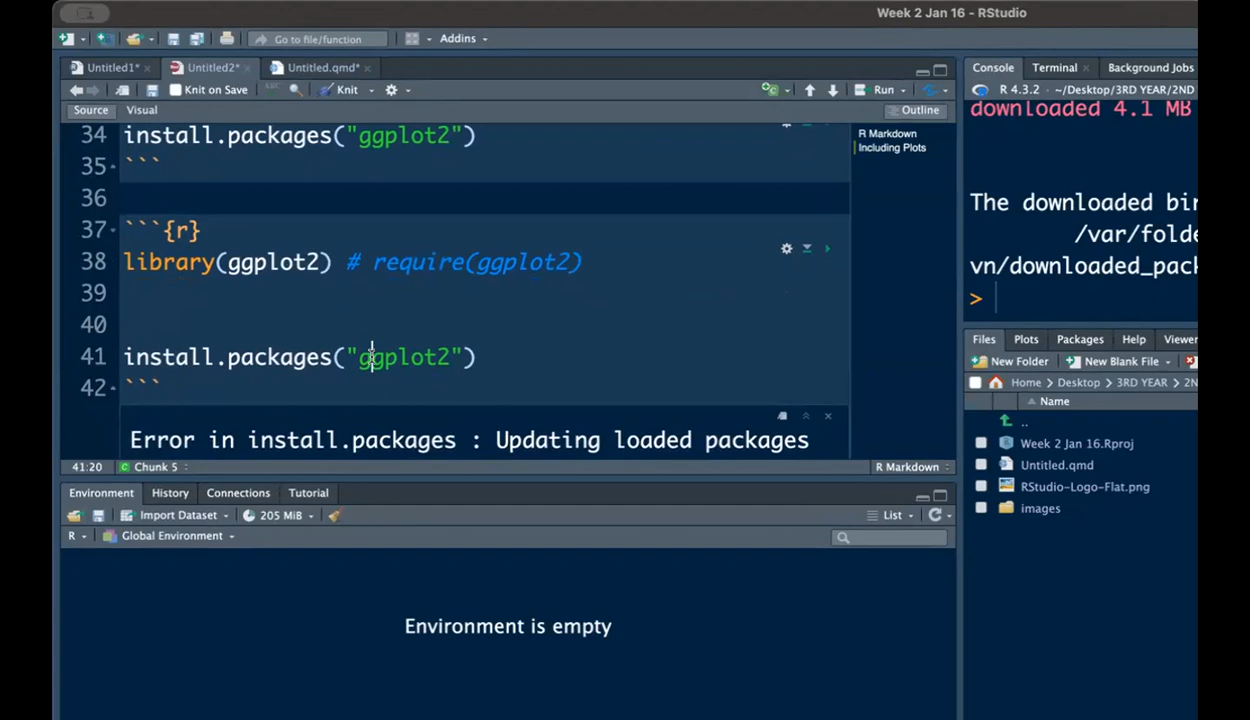 Week 2 Jan 16 - RStudio
Go to file/function
Addins
Untitled1*
Untitled2*
Untitled.qmd*
Knit on Save
ABC
Knit
Run
Source
Visual
Outline
34 install.packages("ggplot2")
35 ```
36
37 ```{r}
38 library(ggplot2) # require(ggplot2)
39
40
41 install.packages("ggplot2")
42 ```
Error in install.packages : Updating loaded packages
R Markdown
Including Plots
41:20
Chunk 5
R Markdown
Environment
History
Connections
Tutorial
Import Dataset
205 MiB
List
R
Global Environment
Environment is empty
Console
Terminal
Background Jobs
R 4.3.2 · ~/Desktop/3RD YEAR/2ND
downloaded 4.1 MB
The downloaded bin
/var/folde
vn/downloaded_pack
>
Files
Plots
Packages
Help
Viewer
New Folder
New Blank File
Home
Desktop
3RD YEAR
2N
Name
..
Week 2 Jan 16.Rproj
Untitled.qmd
RStudio-Logo-Flat.png
images